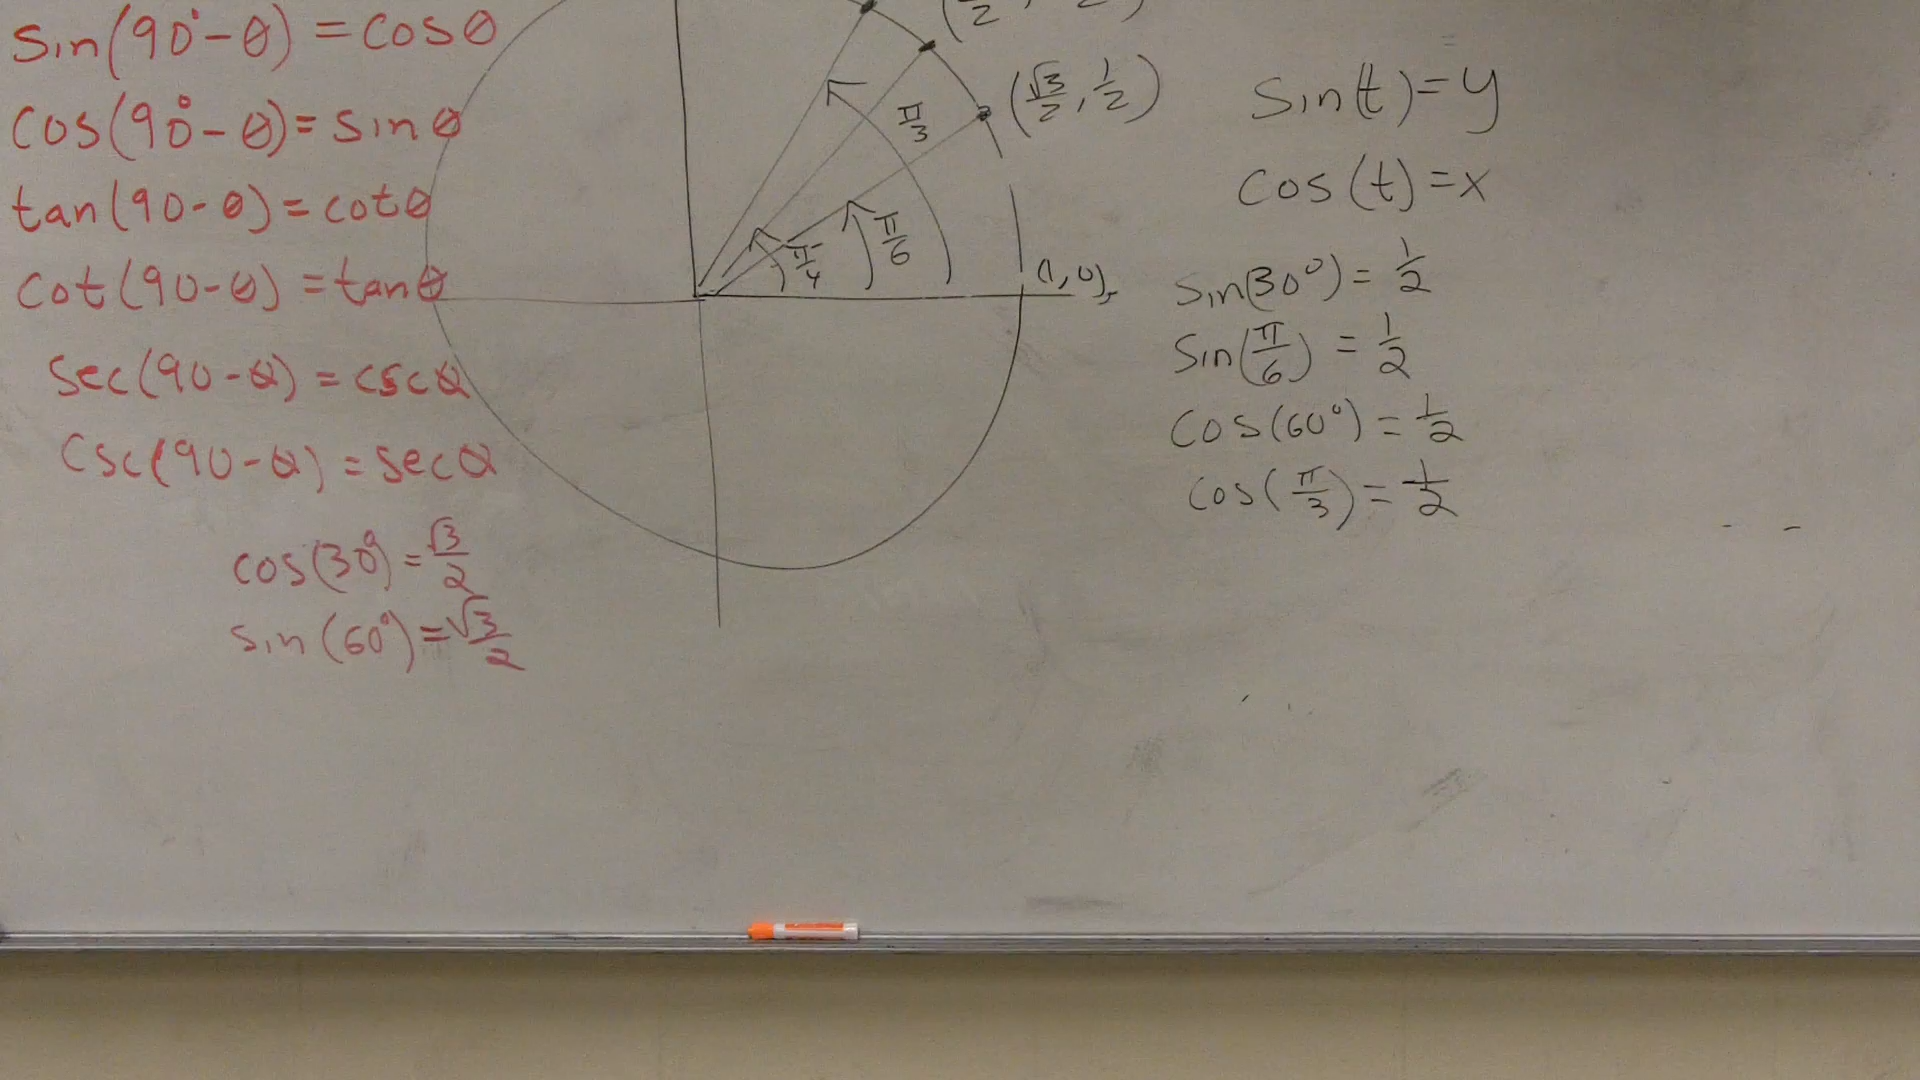 sin(90°-θ) = cosθ
cos(90°-θ) = sinθ
tan(90-θ) = cotθ
cot(90-θ) = tanθ
sec(90-θ) = cscθ
csc(90-θ) = secθ
cos(30°) = √3/2
sin(60°) = √3/2
(√3/2, 1/2)
π/3
π/6
π/4
(1,0)
sin(t) = y
cos(t) = x
sin(30°) = 1/2
sin(π/6) = 1/2
cos(60°) = 1/2
cos(π/3) = 1/2